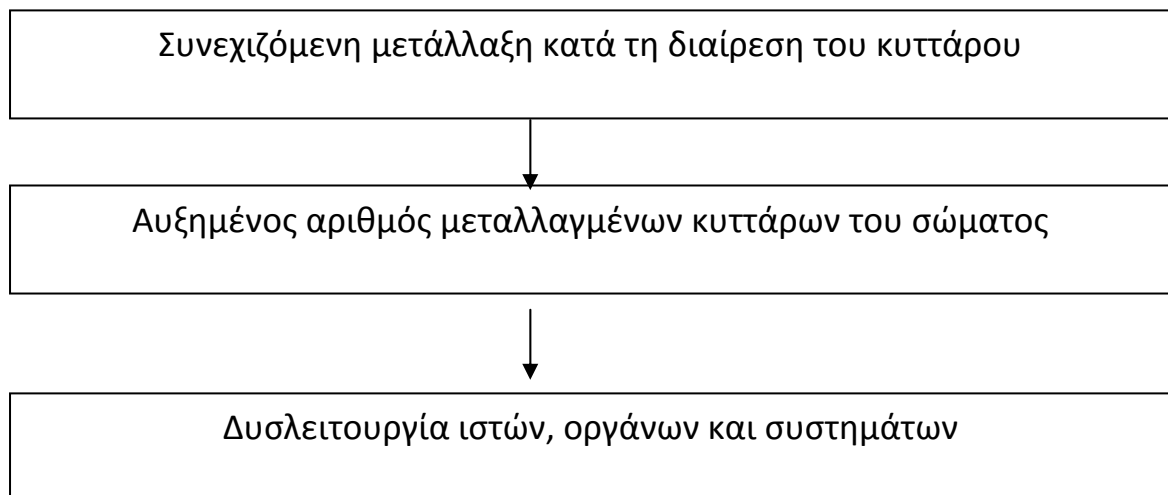 Συνεχιζόμενη μετάλλαξη κατά τη διαίρεση του κυττάρου
Αυξημένος αριθμός μεταλλαγμένων κυττάρων του σώματος
Δυσλειτουργία ιστών, οργάνων και συστημάτων